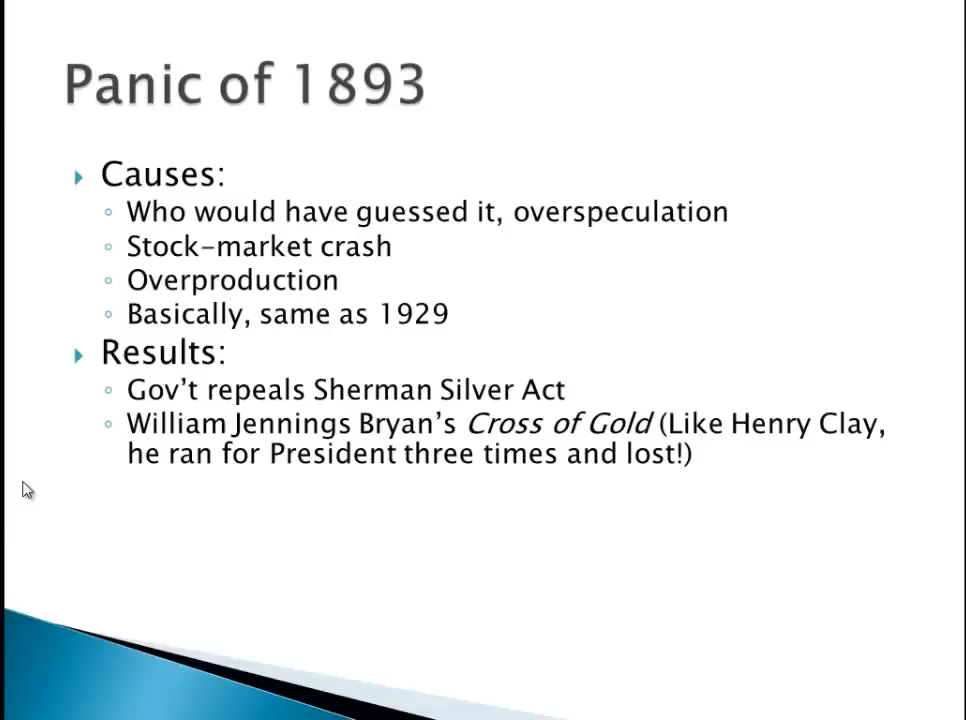 Panic of 1893
Causes:
Who would have guessed it, overspeculation
Stock-market crash
Overproduction
Basically, same as 1929
Results:
Gov't repeals Sherman Silver Act
William Jennings Bryan's Cross of Gold (Like Henry Clay,
he ran for President three times and lost!)